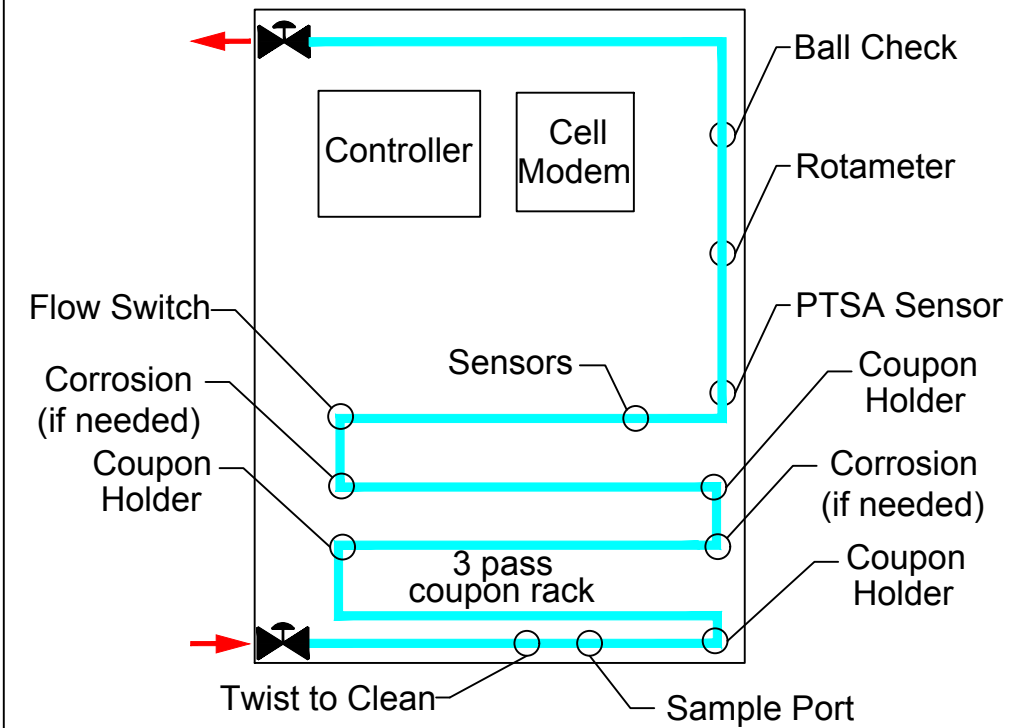 Ball Check
Controller
Cell
Modem
Rotameter
Flow Switch
PTSA Sensor
Sensors
Coupon
Holder
Corrosion
(if needed)
Coupon
Holder
Corrosion
(if needed)
3 pass
coupon rack
Coupon
Holder
Twist to Clean
Sample Port